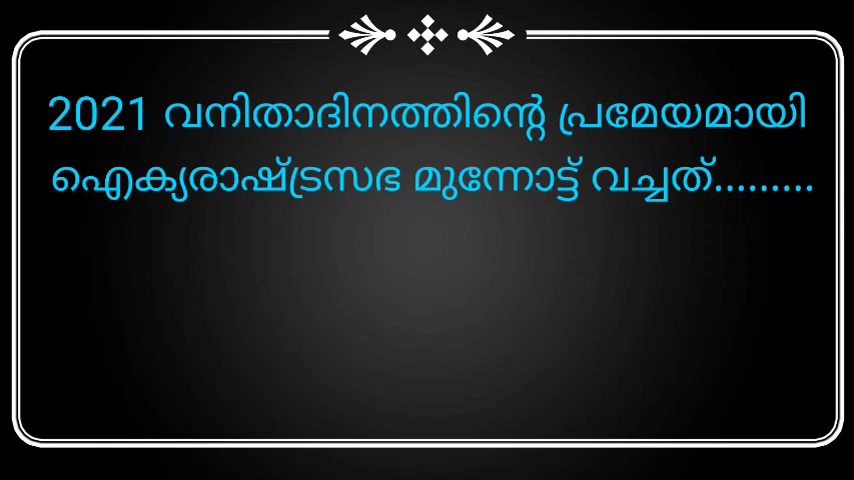 2021 വനിതാദിനത്തിന്റെ പ്രമേയമായി
ഐക്യരാഷ്ട്രസഭ മുന്നോട്ട് വച്ചത്.........